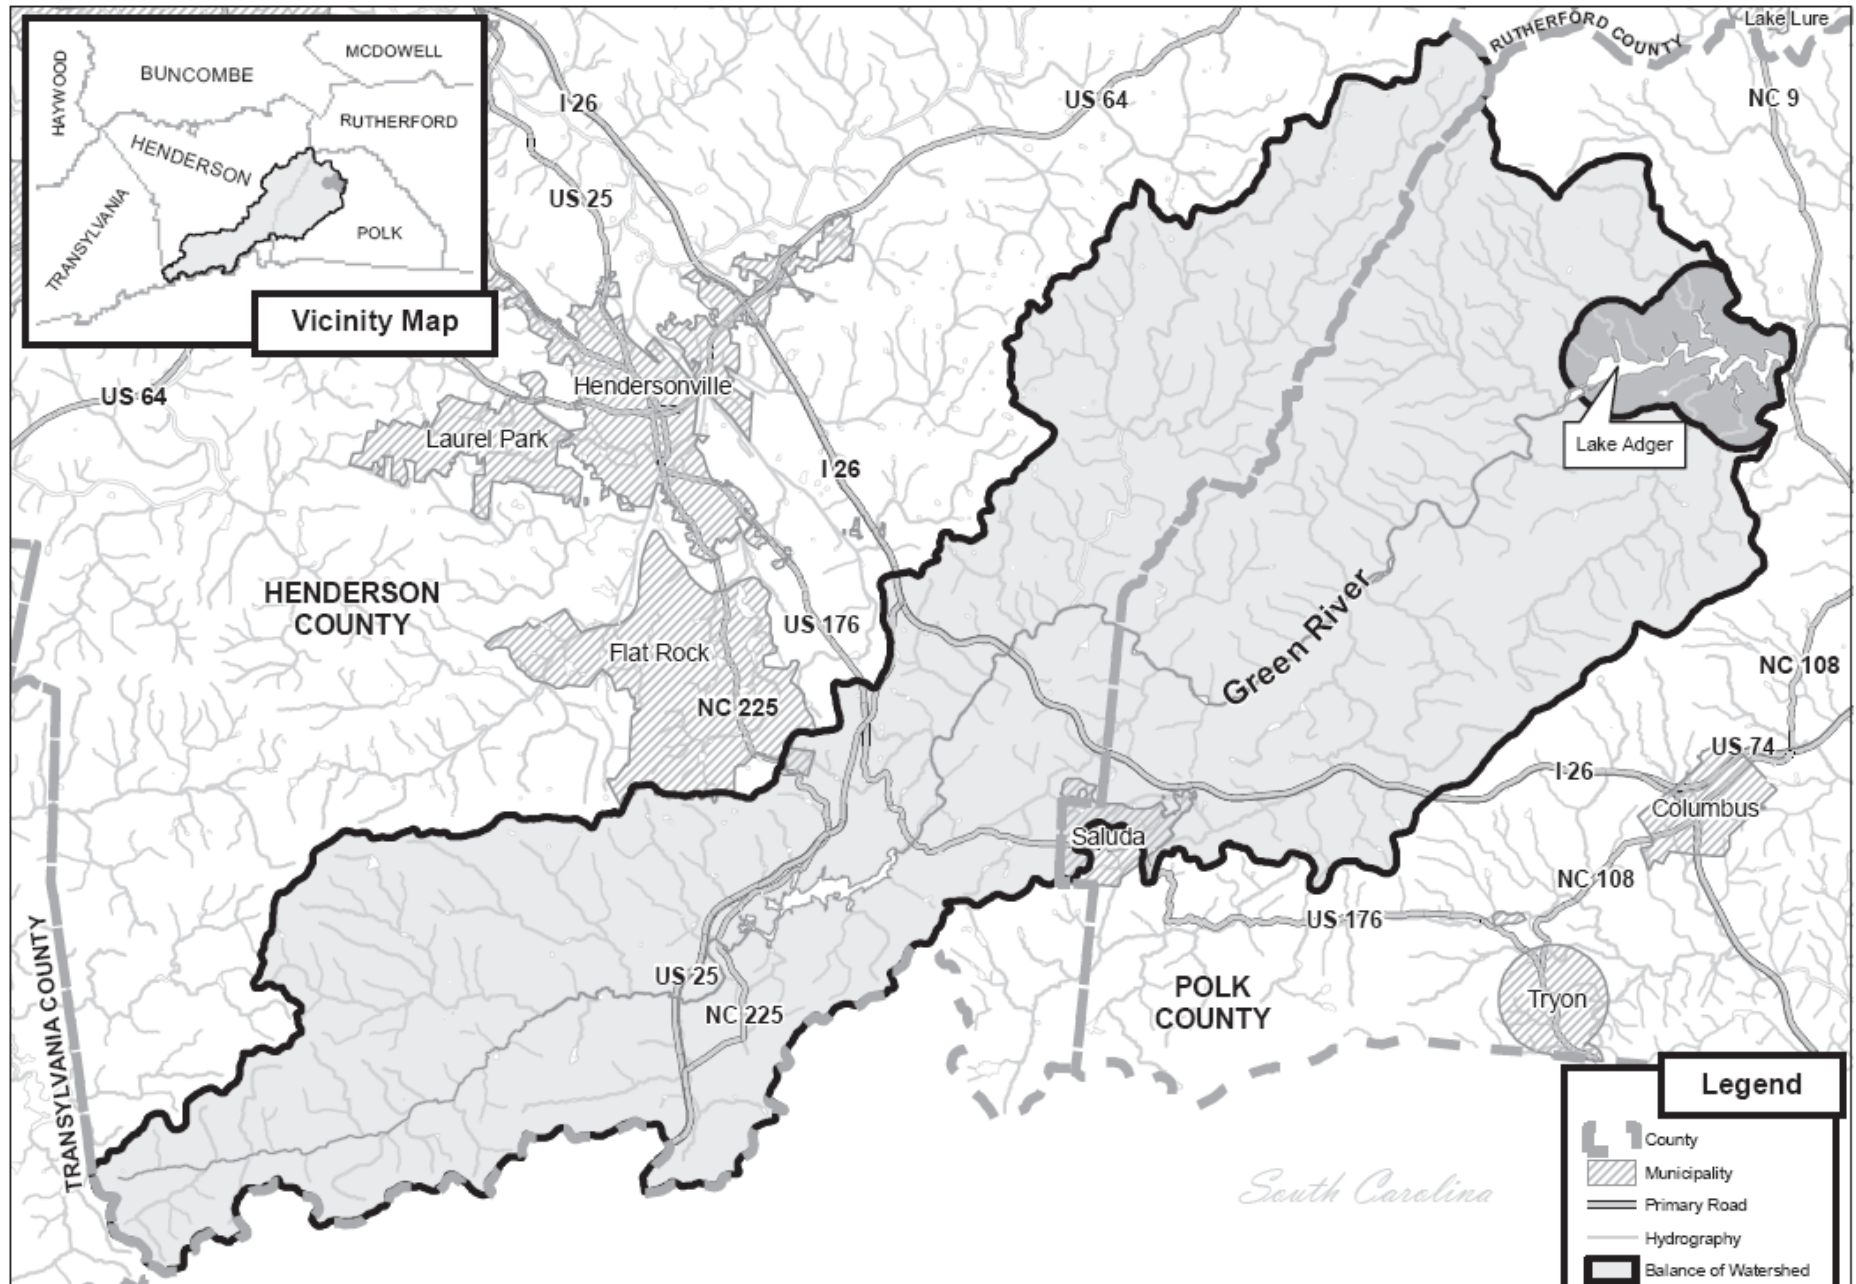 HAYWOOD
BUNCOMBE
MCDOWELL
HENDERSON
RUTHERFORD
TRANSYLVANIA
POLK
Vicinity Map
I 26
US 64
RUTHERFORD COUNTY
Lake Lure
NC 9
US 25
US 64
Hendersonville
Laurel Park
I 26
Lake Adger
HENDERSON
COUNTY
Flat Rock
US 176
NC 225
Green River
NC 108
US 74
I 26
Columbus
Saluda
NC 108
US 176
TRANSYLVANIA COUNTY
US 25
NC 225
POLK
COUNTY
Tryon
South Carolina
Legend
County
Municipality
Primary Road
Hydrography
Balance of Watershed